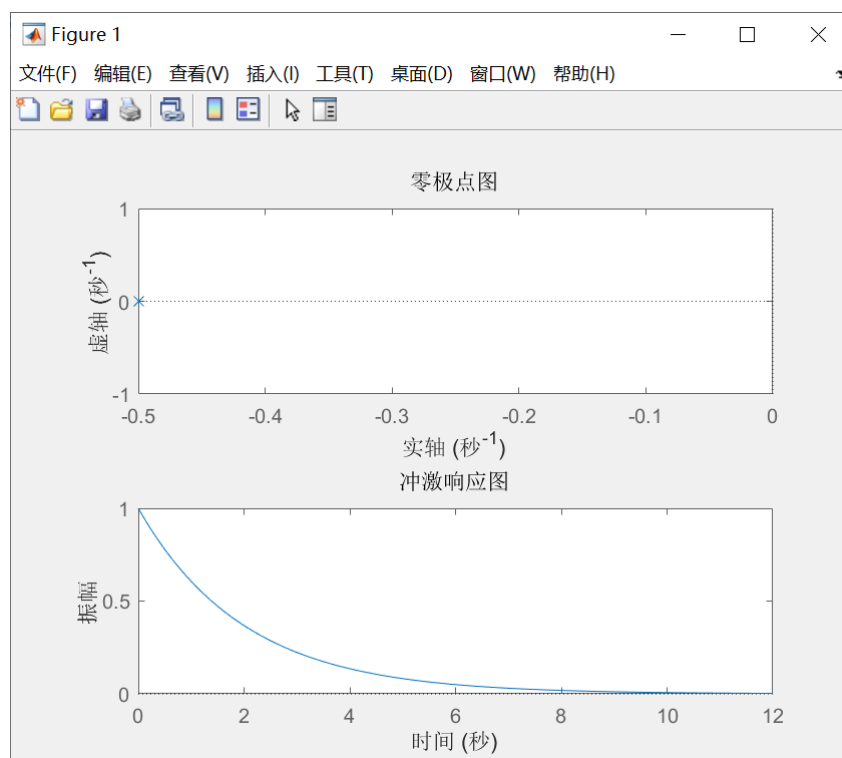 Figure 1
文件(F) 编辑(E) 查看(V) 插入(I) 工具(T) 桌面(D) 窗口(W) 帮助(H)
零极点图
虚轴 (秒⁻¹)
1
0
-1
-0.5 -0.4 -0.3 -0.2 -0.1 0
实轴 (秒⁻¹)
冲激响应图
振幅
1
0.5
0
0 2 4 6 8 10 12
时间 (秒)